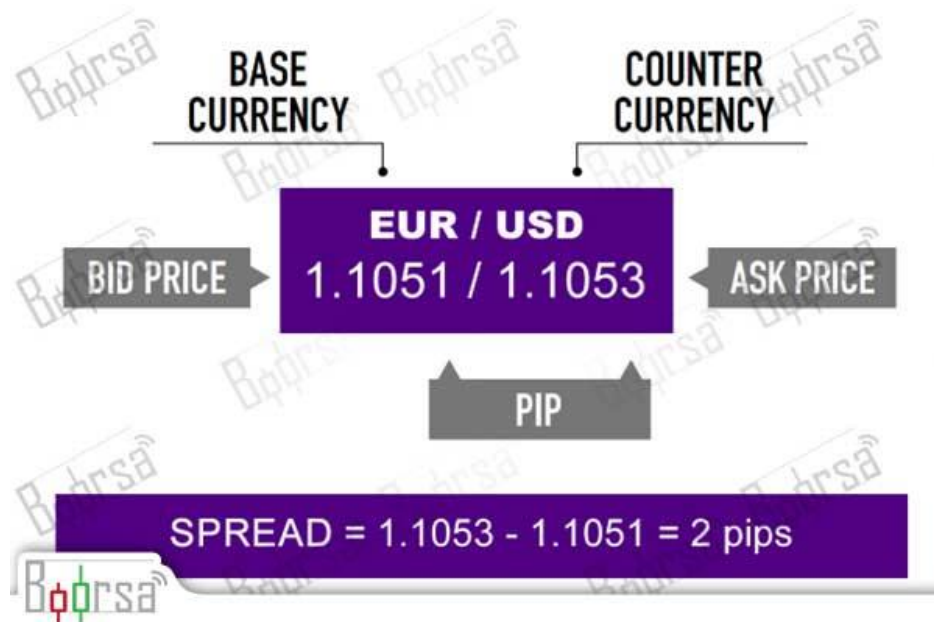 BASE
CURRENCY
COUNTER
CURRENCY
EUR / USD
BID PRICE
1.1051 / 1.1053
ASK PRICE
PIP
SPREAD = 1.1053 - 1.1051 = 2 pips
Boorsa